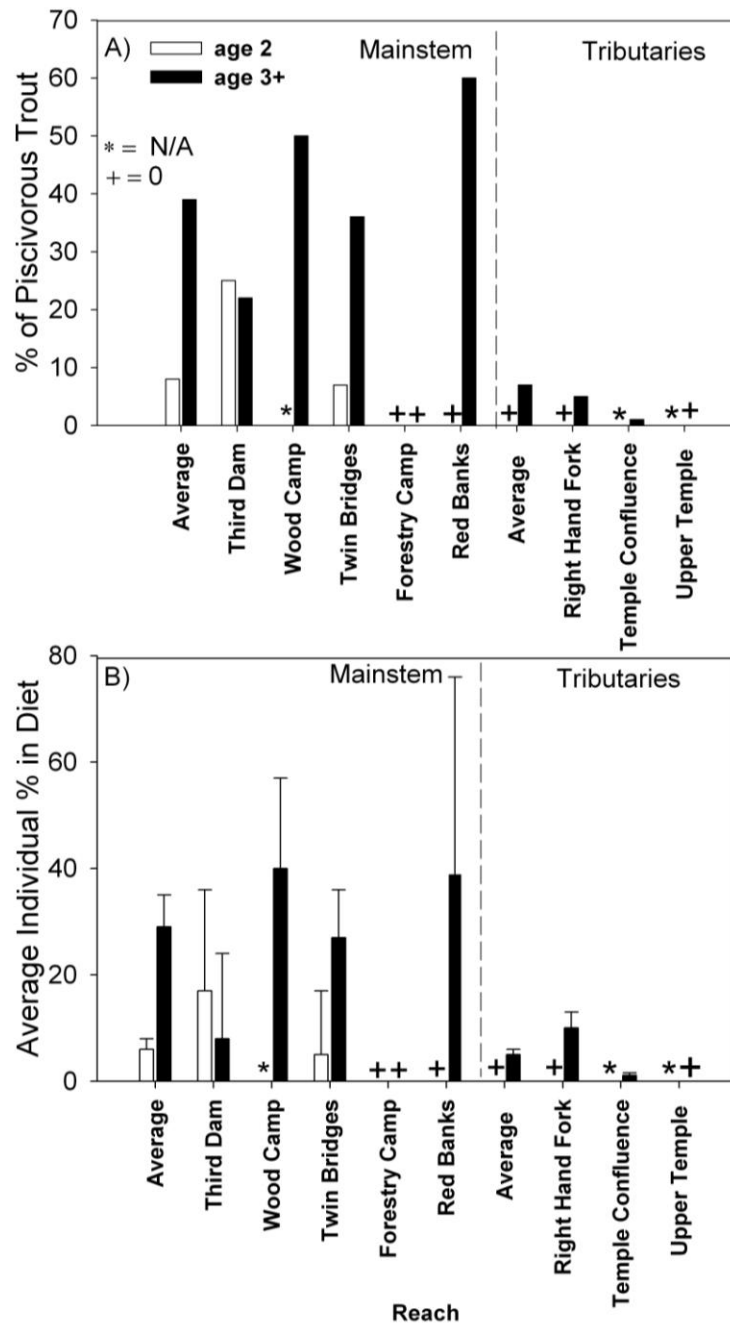 A)
age 2
age 3+
* = N/A
+ = 0
Mainstem
Tributaries
% of Piscivorous Trout
70
60
50
40
30
20
10
0
* + + + + + * * +
Average
Third Dam
Wood Camp
Twin Bridges
Forestry Camp
Red Banks
Average
Right Hand Fork
Temple Confluence
Upper Temple
B)
Mainstem
Tributaries
Average Individual % in Diet
80
60
40
20
0
* + + + + + * * +
Average
Third Dam
Wood Camp
Twin Bridges
Forestry Camp
Red Banks
Average
Right Hand Fork
Temple Confluence
Upper Temple
Reach